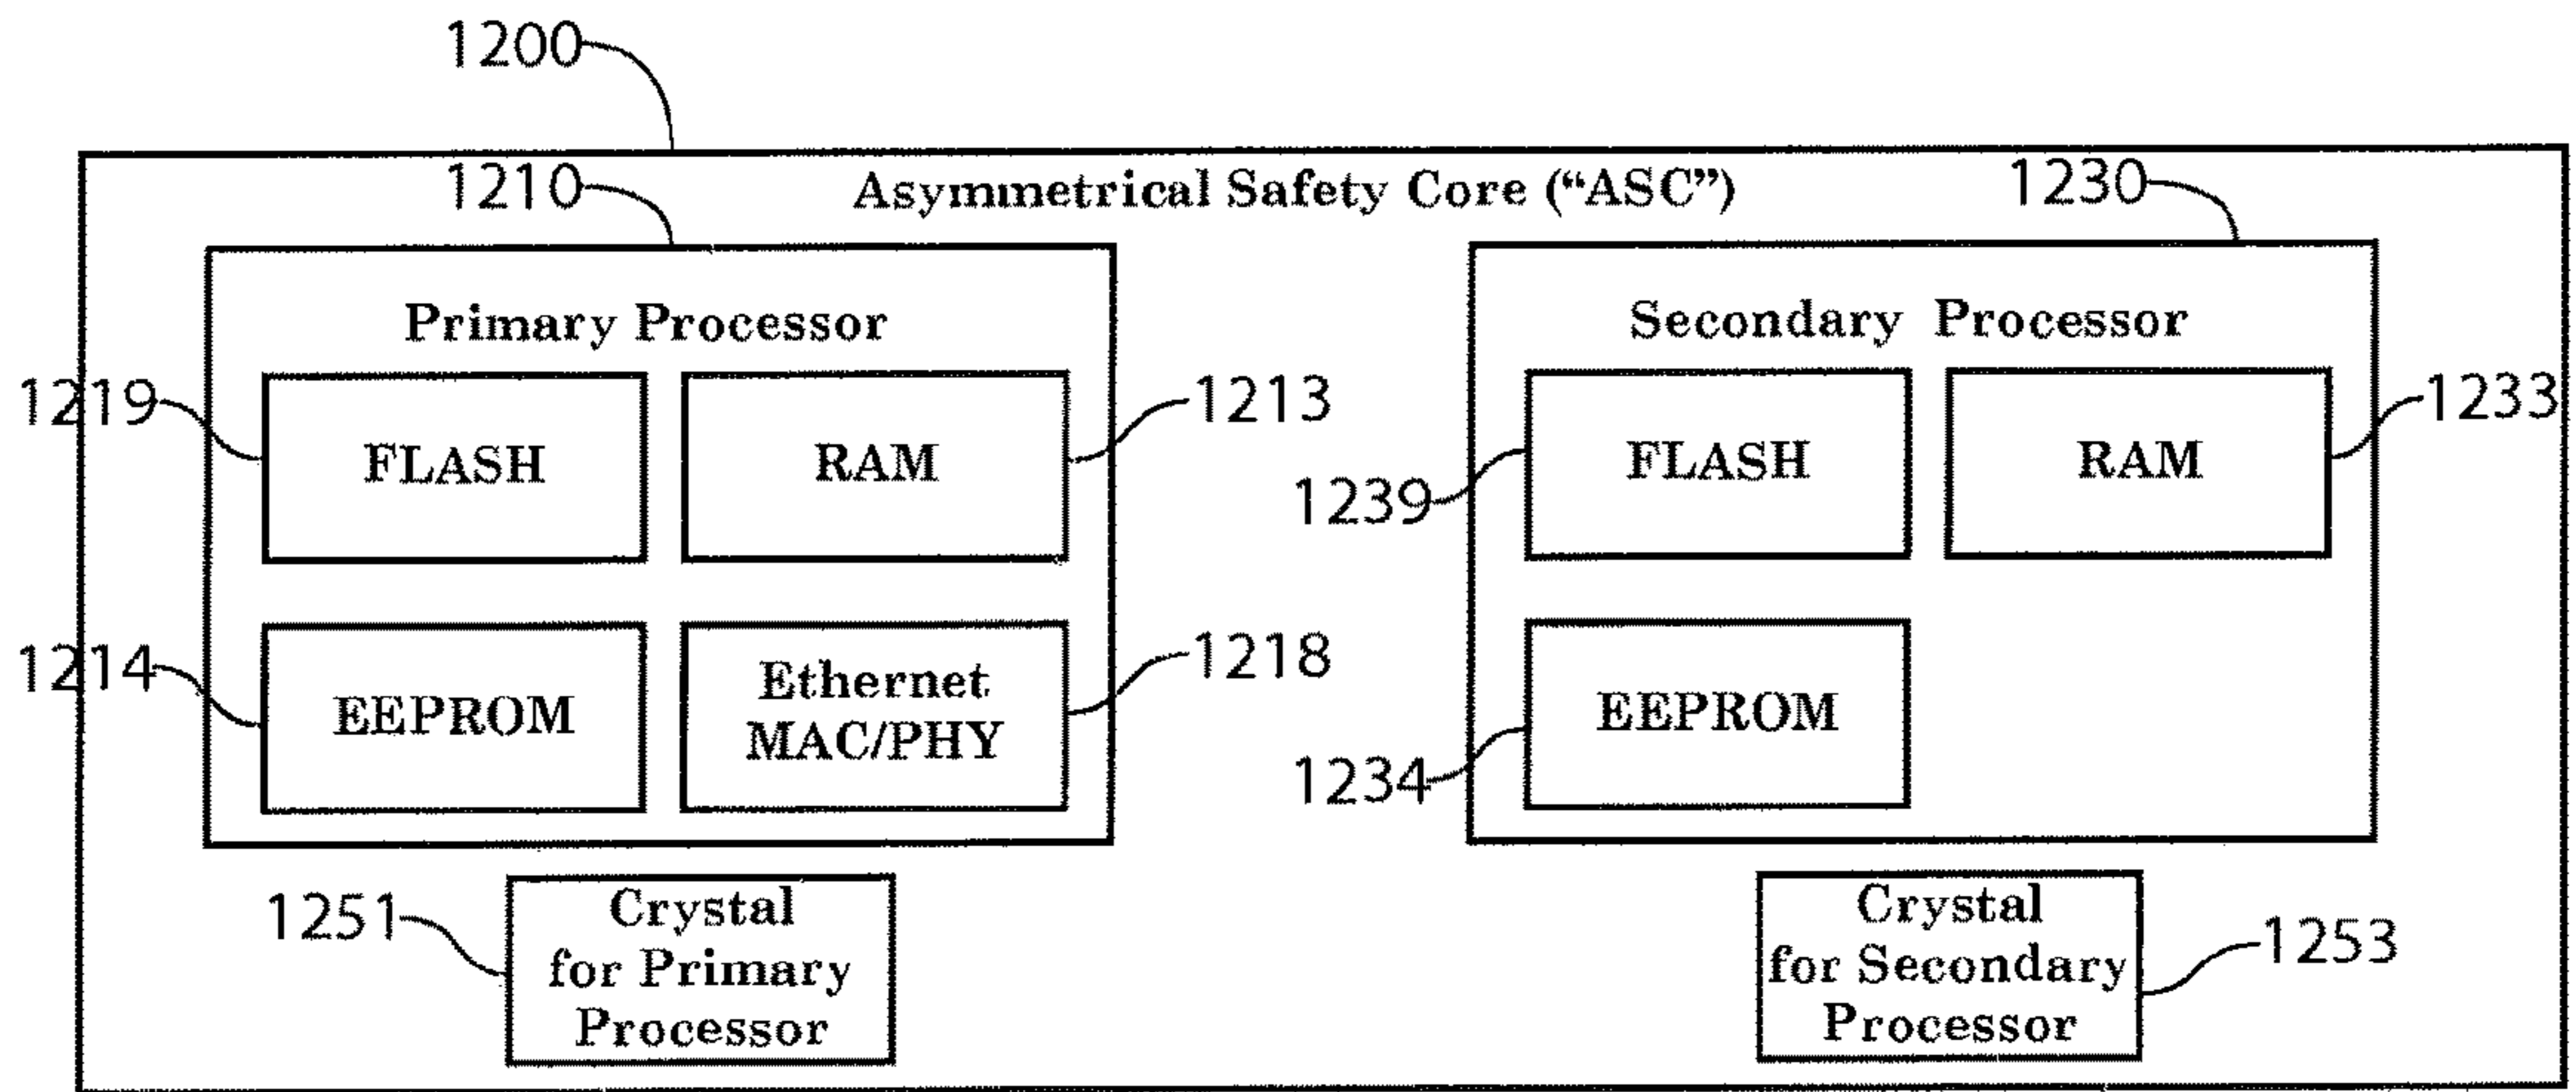 1200
Asymmetrical Safety Core (“ASC”)
1210
1230
Primary Processor
1219
FLASH
RAM
1213
1214
EEPROM
Ethernet
MAC/PHY
1218
Secondary Processor
1239
FLASH
RAM
1233
1234
EEPROM
1251
Crystal
for Primary
Processor
Crystal
for Secondary
Processor
1253